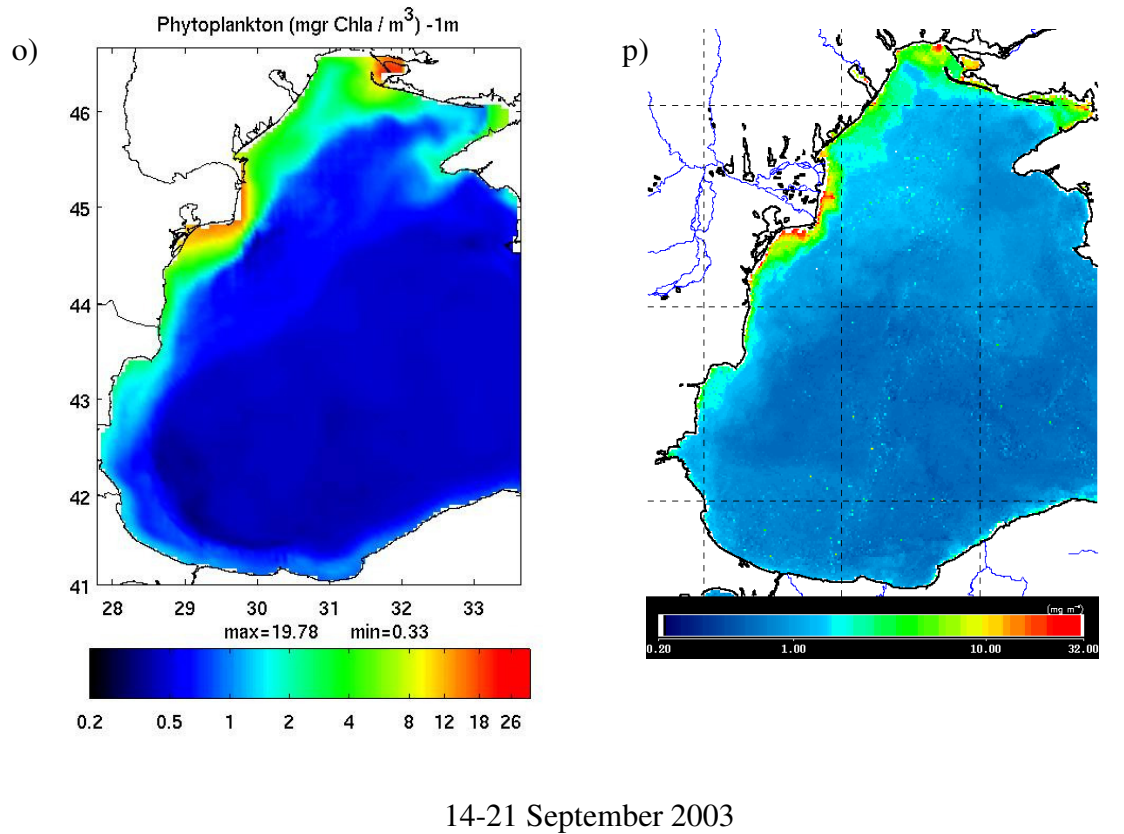 Phytoplankton (mgr Chla / m³) -1m
o)
p)
46
45
44
43
42
41
28 29 30 31 32 33
max=19.78 min=0.33
0.2 0.5 1 2 4 8 12 18 26
(mg m⁻³)
0.20 1.00 10.00 32.00
14-21 September 2003